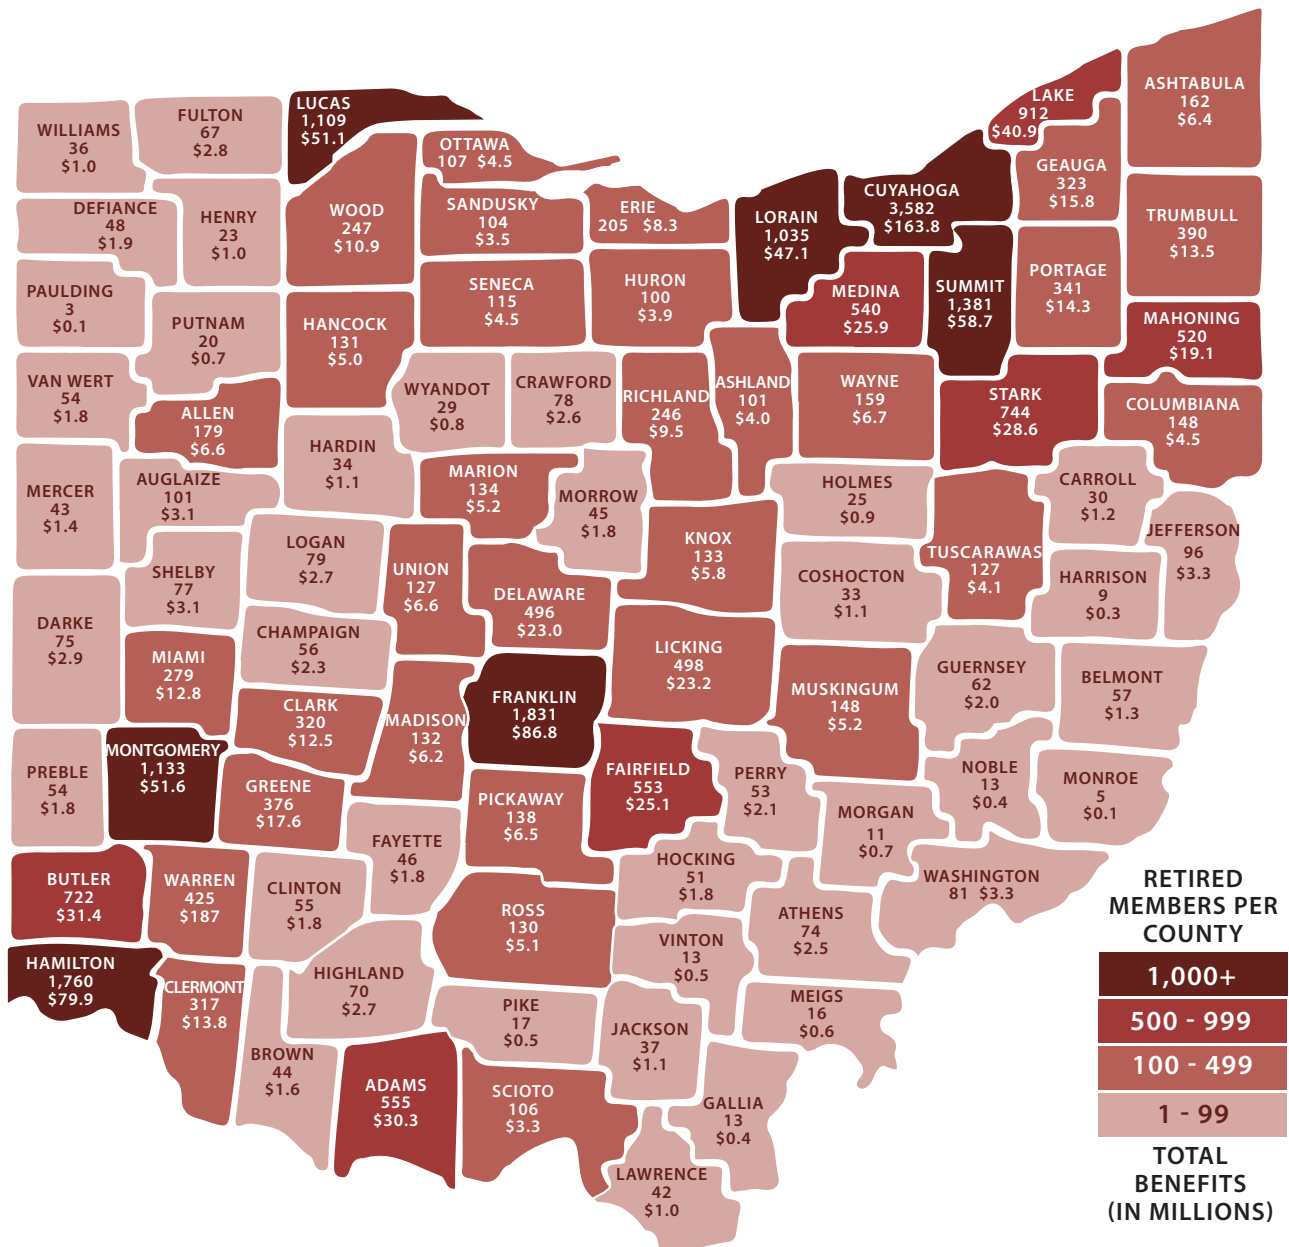 ASHTABULA
162
$6.4
LAKE
912
$40.9
LUCAS
1,109
$51.1
FULTON
67
$2.8
WILLIAMS
36
$1.0
OTTAWA
107 $4.5
GEAUGA
323
$15.8
CUYAHOGA
3,582
$163.8
DEFIANCE
48
$1.9
HENRY
23
$1.0
WOOD
247
$10.9
SANDUSKY
104
$3.5
ERIE
205 $8.3
LORAIN
1,035
$47.1
TRUMBULL
390
$13.5
PAULDING
3
$0.1
PUTNAM
20
$0.7
HANCOCK
131
$5.0
SENECA
115
$4.5
HURON
100
$3.9
MEDINA
540
$25.9
SUMMIT
1,381
$58.7
PORTAGE
341
$14.3
MAHONING
520
$19.1
VAN WERT
54
$1.8
ALLEN
179
$6.6
WYANDOT
29
$0.8
CRAWFORD
78
$2.6
RICHLAND
246
$9.5
ASHLAND
101
$4.0
WAYNE
159
$6.7
STARK
744
$28.6
COLUMBIANA
148
$4.5
MERCER
43
$1.4
AUGLAIZE
101
$3.1
HARDIN
34
$1.1
MARION
134
$5.2
MORROW
45
$1.8
HOLMES
25
$0.9
CARROLL
30
$1.2
JEFFERSON
96
$3.3
SHELBY
77
$3.1
LOGAN
79
$2.7
UNION
127
$6.6
DELAWARE
496
$23.0
KNOX
133
$5.8
COSHOCTON
33
$1.1
TUSCARAWAS
127
$4.1
HARRISON
9
$0.3
DARKE
75
$2.9
MIAMI
279
$12.8
CHAMPAIGN
56
$2.3
LICKING
498
$23.2
MUSKINGUM
148
$5.2
GUERNSEY
62
$2.0
BELMONT
57
$1.3
CLARK
320
$12.5
MADISON
132
$6.2
FRANKLIN
1,831
$86.8
PREBLE
54
$1.8
MONTGOMERY
1,133
$51.6
GREENE
376
$17.6
FAYETTE
46
$1.8
PICKAWAY
138
$6.5
FAIRFIELD
553
$25.1
PERRY
53
$2.1
MORGAN
11
$0.7
NOBLE
13
$0.4
MONROE
5
$0.1
BUTLER
722
$31.4
WARREN
425
$187
CLINTON
55
$1.8
HOCKING
51
$1.8
WASHINGTON
81 $3.3
ROSS
130
$5.1
ATHENS
74
$2.5
VINTON
13
$0.5
HAMILTON
1,760
$79.9
CLERMONT
317
$13.8
HIGHLAND
70
$2.7
PIKE
17
$0.5
JACKSON
37
$1.1
MEIGS
16
$0.6
BROWN
44
$1.6
ADAMS
555
$30.3
SCIOTO
106
$3.3
GALLIA
13
$0.4
LAWRENCE
42
$1.0
RETIRED
MEMBERS PER
COUNTY
1,000+
500 - 999
100 - 499
1 - 99
TOTAL
BENEFITS
(IN MILLIONS)